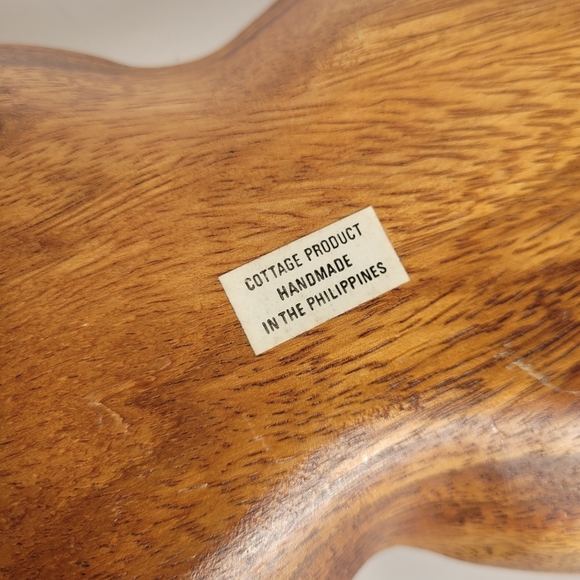 COTTAGE PRODUCT
HANDMADE
IN THE PHILIPPINES